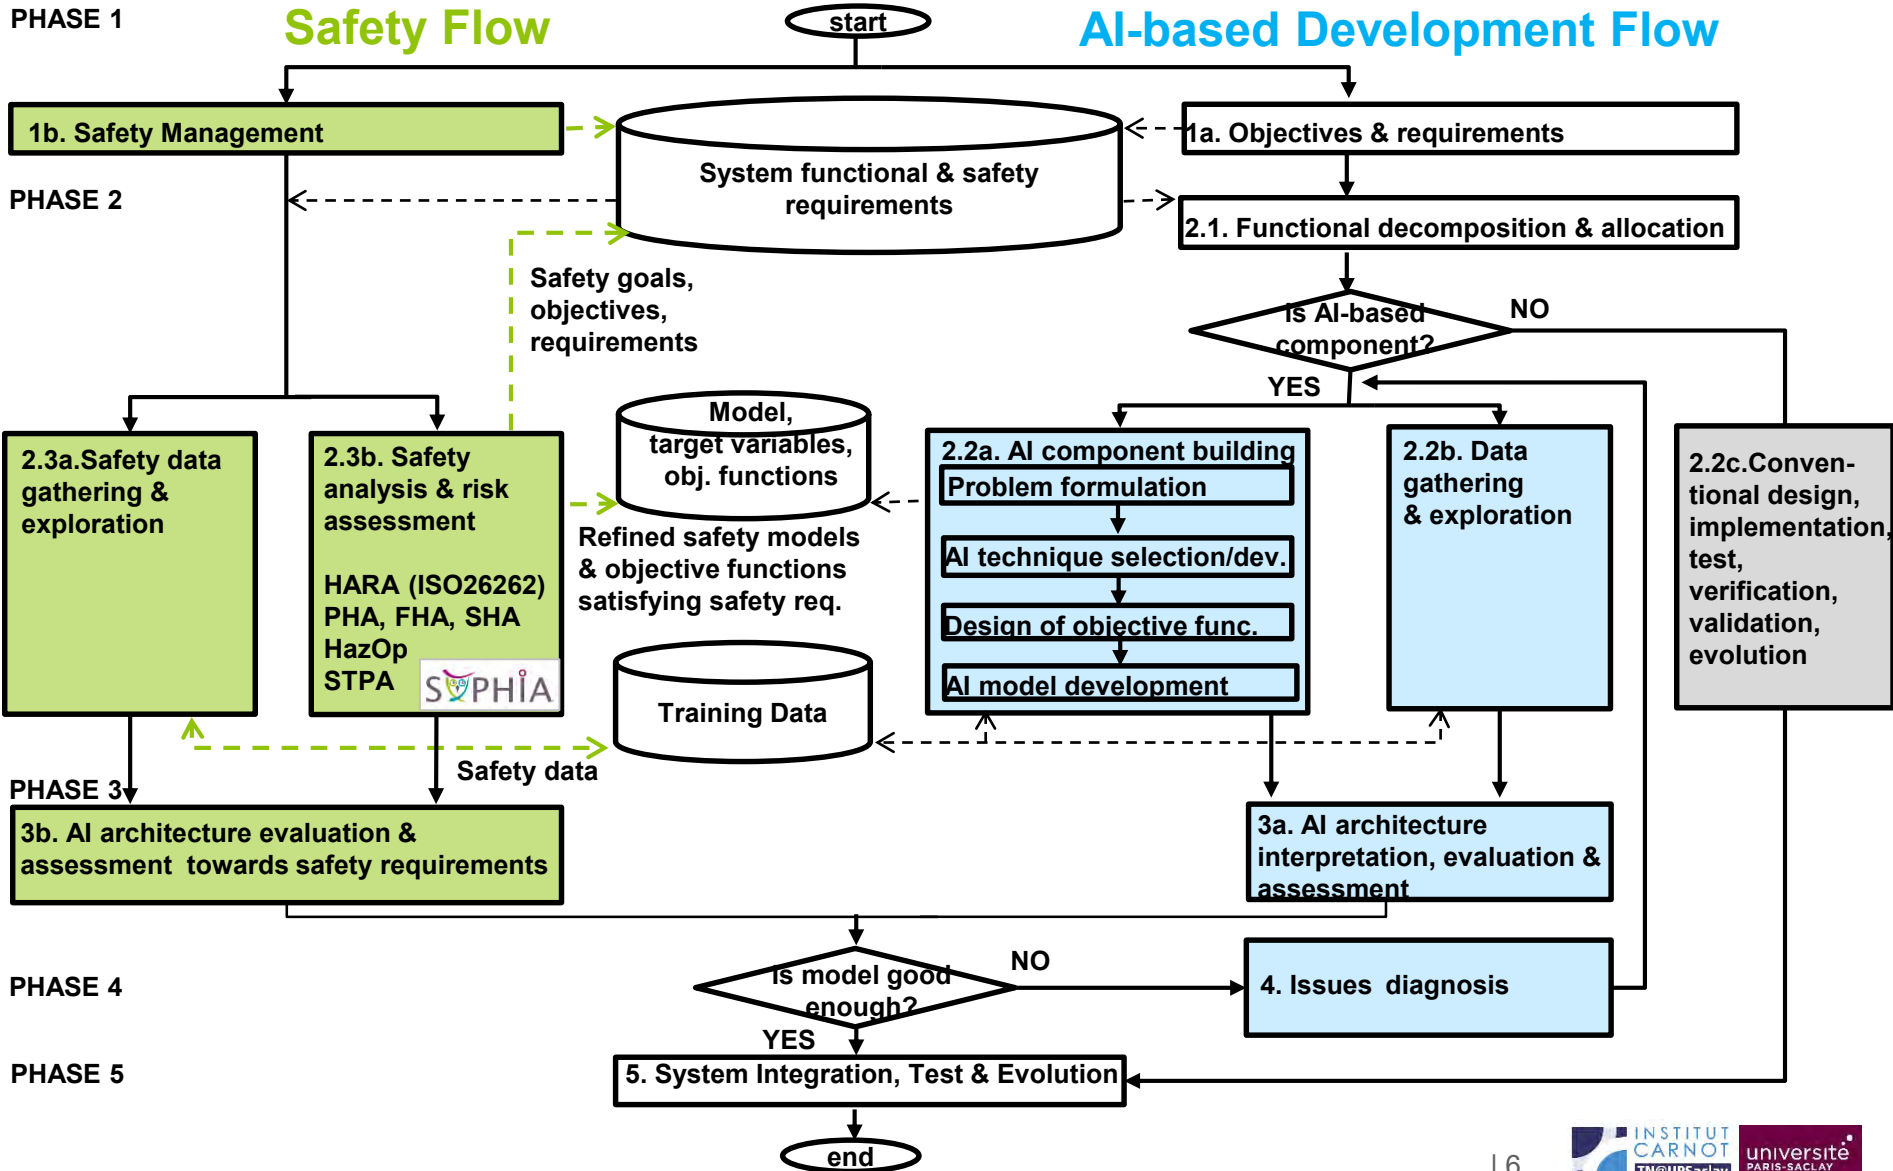 PHASE 1
Safety Flow
start
AI-based Development Flow
1b. Safety Management
1a. Objectives & requirements
System functional & safety
requirements
PHASE 2
2.1. Functional decomposition & allocation
Safety goals,
objectives,
requirements
is AI-based
component?
NO
YES
Model,
target variables,
obj. functions
2.3a.Safety data
gathering &
exploration
2.3b. Safety
analysis & risk
assessment
HARA (ISO26262)
PHA, FHA, SHA
HazOp
STPA
SOPHIA
Refined safety models
& objective functions
satisfying safety req.
2.2a. AI component building
Problem formulation
AI technique selection/dev.
Design of objective func.
AI model development
2.2b. Data
gathering
& exploration
2.2c.Conven-
tional design,
implementation,
test,
verification,
validation,
evolution
Training Data
Safety data
PHASE 3
3b. AI architecture evaluation &
assessment towards safety requirements
3a. AI architecture
interpretation, evaluation &
assessment
PHASE 4
is model good
enough?
NO
4. Issues diagnosis
YES
PHASE 5
5. System Integration, Test & Evolution
end
| 6
INSTITUT
CARNOT
TN@UPSaclay
université
PARIS-SACLAY